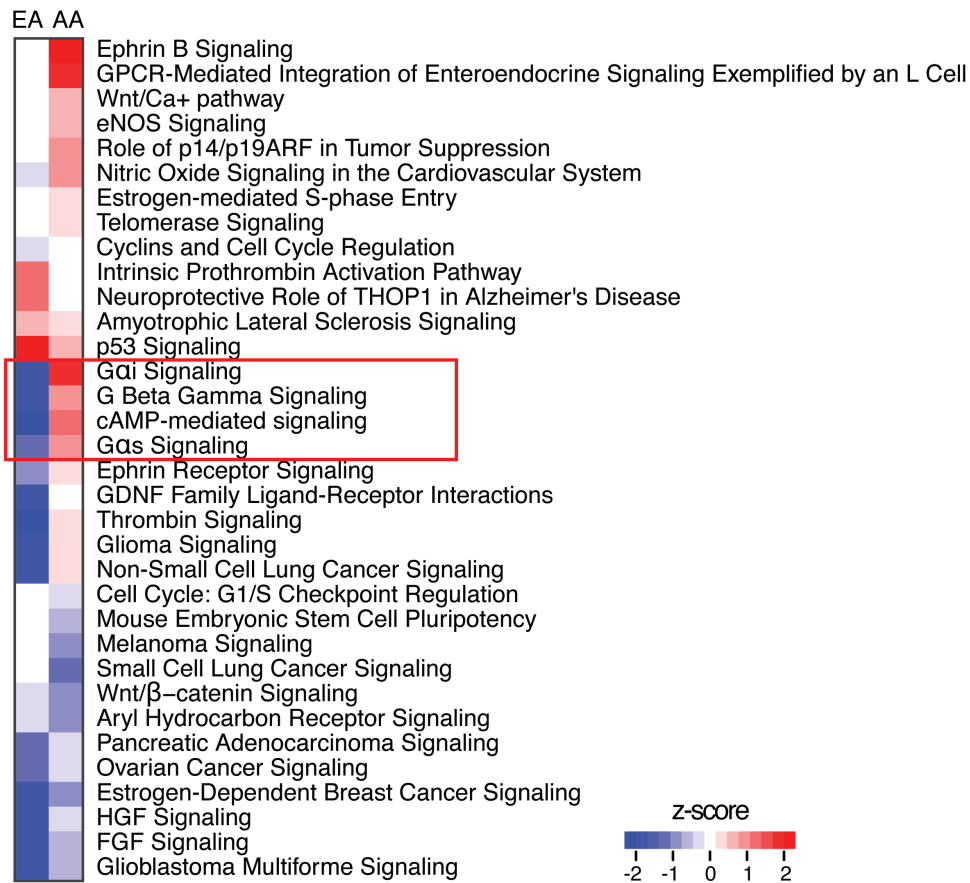 EA AA
Ephrin B Signaling
GPCR-Mediated Integration of Enteroendocrine Signaling Exemplified by an L Cell
Wnt/Ca+ pathway
eNOS Signaling
Role of p14/p19ARF in Tumor Suppression
Nitric Oxide Signaling in the Cardiovascular System
Estrogen-mediated S-phase Entry
Telomerase Signaling
Cyclins and Cell Cycle Regulation
Intrinsic Prothrombin Activation Pathway
Neuroprotective Role of THOP1 in Alzheimer's Disease
Amyotrophic Lateral Sclerosis Signaling
p53 Signaling
Gαi Signaling
G Beta Gamma Signaling
cAMP-mediated signaling
Gαs Signaling
Ephrin Receptor Signaling
GDNF Family Ligand-Receptor Interactions
Thrombin Signaling
Glioma Signaling
Non-Small Cell Lung Cancer Signaling
Cell Cycle: G1/S Checkpoint Regulation
Mouse Embryonic Stem Cell Pluripotency
Melanoma Signaling
Small Cell Lung Cancer Signaling
Wnt/β−catenin Signaling
Aryl Hydrocarbon Receptor Signaling
Pancreatic Adenocarcinoma Signaling
Ovarian Cancer Signaling
Estrogen-Dependent Breast Cancer Signaling
HGF Signaling
FGF Signaling
Glioblastoma Multiforme Signaling
z-score
-2 -1 0 1 2